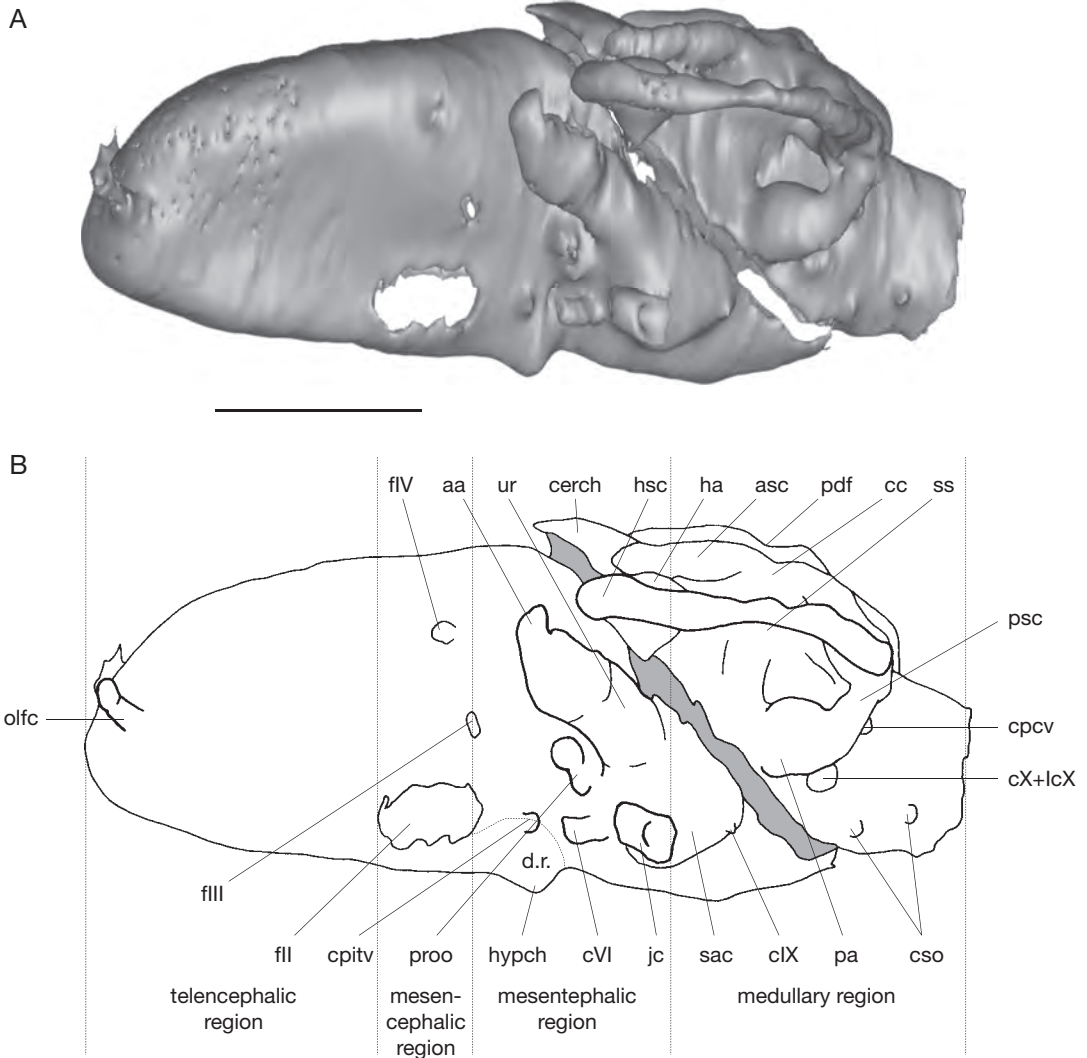 A
B
fIV aa ur cerch hsc ha asc pdf cc ss
psc
olfc
cpcv
cX+lcX
d.r.
fIII
fII cpitv proo hypch cVI jc sac cIX pa cso
telencephalic
region
mesen-
cephalic
region
mesentephalic
region
medullary region